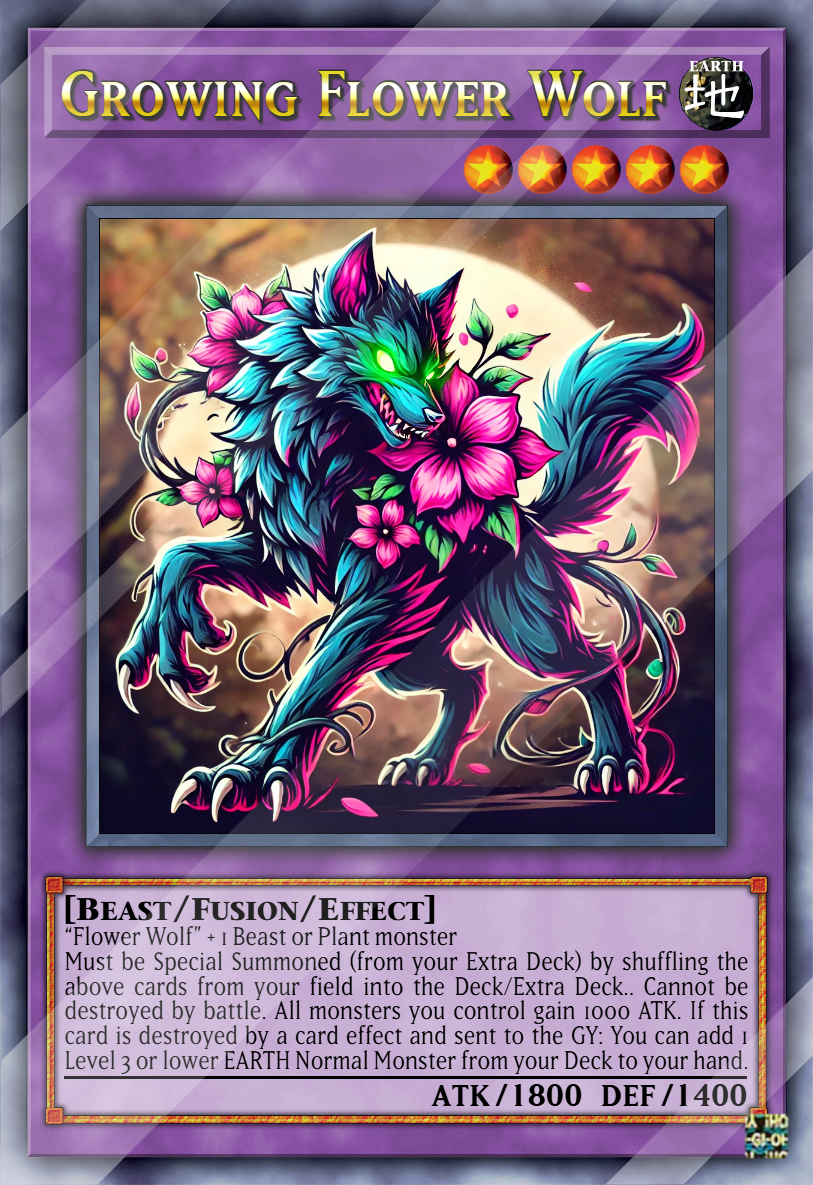 GROWING FLOWER WOLF
EARTH
地
[BEAST/FUSION/EFFECT]
“Flower Wolf” + 1 Beast or Plant monster
Must be Special Summoned (from your Extra Deck) by shuffling the
above cards from your field into the Deck/Extra Deck.. Cannot be
destroyed by battle. All monsters you control gain 1000 ATK. If this
card is destroyed by a card effect and sent to the GY: You can add 1
Level 3 or lower EARTH Normal Monster from your Deck to your hand.
ATK/1800 DEF/1400